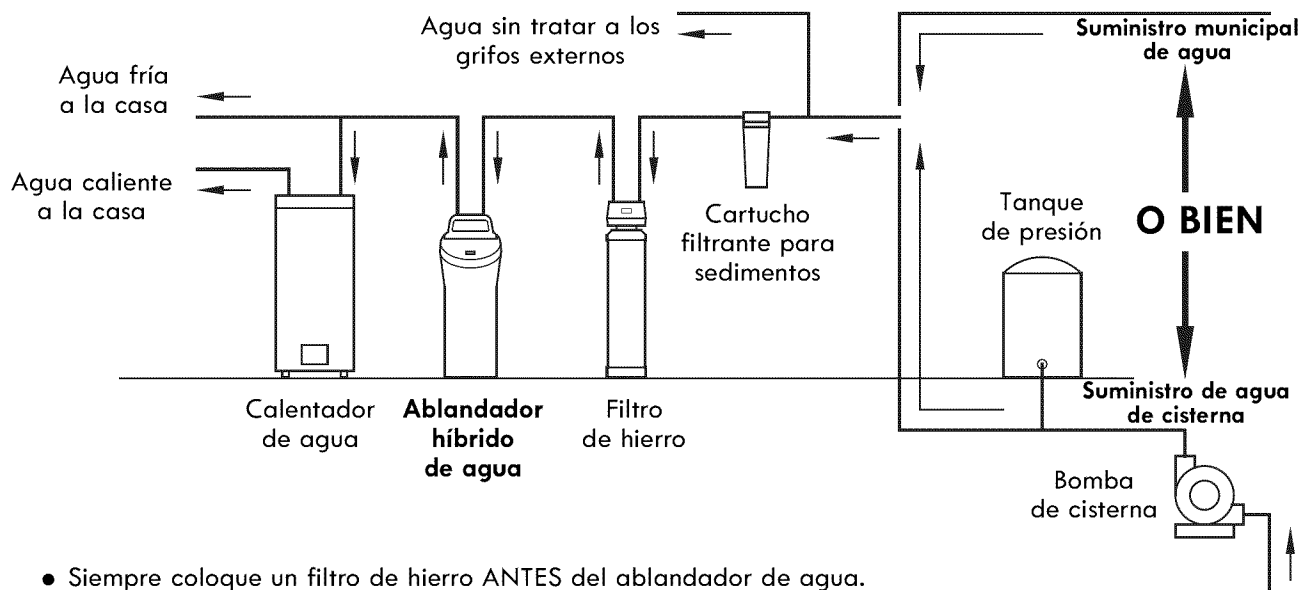 Agua sin tratar a los
grifos externos
Suministro municipal
de agua
Agua fría
a la casa
Agua caliente
a la casa
Cartucho
filtrante para
sedimentos
Tanque
de presión
O BIEN
Calentador
de agua
Ablandador
híbrido
de agua
Filtro
de hierro
Suministro de agua
de cisterna
Bomba
de cisterna
● Siempre coloque un filtro de hierro ANTES del ablandador de agua.